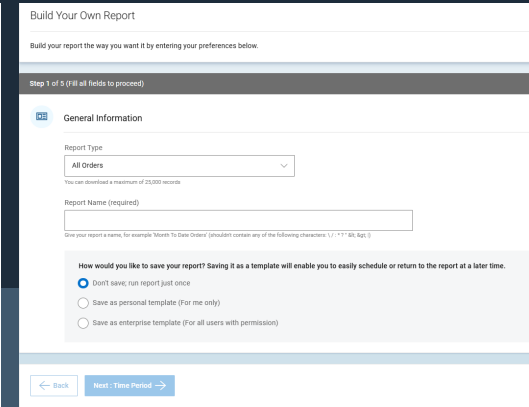 Build Your Own Report
Build your report the way you want it by entering your preferences below.
Step 1 of 5 (Fill all fields to proceed)
General Information
Report Type
All Orders
You can download a maximum of 25,000 records
Report Name (required)
Give your report a name, for example 'Month To Date Orders' (shouldn't contain any of the following characters: \ / : * ? " &lt; &gt; |)
How would you like to save your report? Saving it as a template will enable you to easily schedule or return to the report at a later time.
Don't save; run report just once
Save as personal template (For me only)
Save as enterprise template (For all users with permission)
Back
Next : Time Period